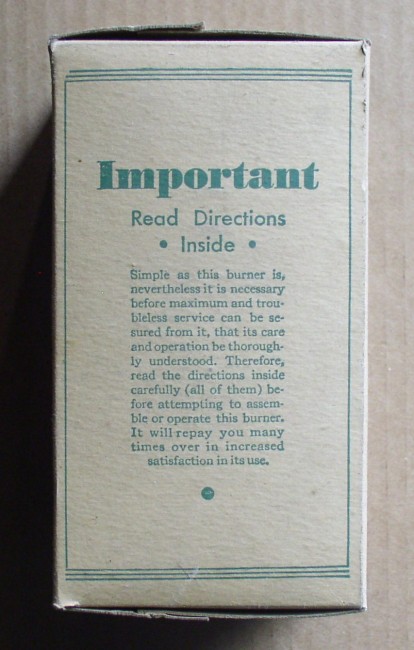 Important
Read Directions
• Inside •
Simple as this burner is,
nevertheless it is necessary
before maximum and trou-
bleless service can be se-
sured from it, that its care
and operation be thorough-
ly understood. Therefore,
read the directions inside
carefully (all of them) be-
fore attempting to assem-
ble or operate this burner.
It will repay you many
times over in increased
satisfaction in its use.